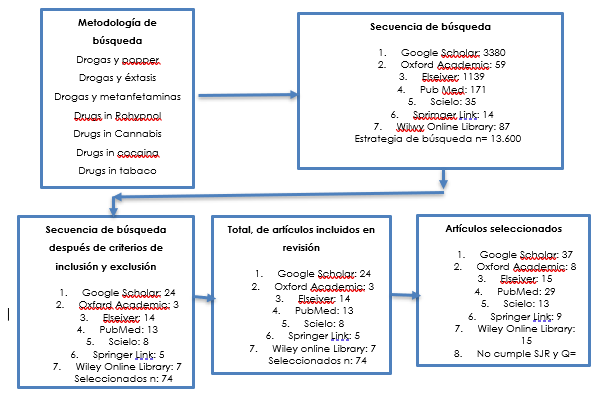 Metodología de
búsqueda
Drogas y popper
Drogas y éxtasis
Drogas y metanfetaminas
Drugs in Rohypnol
Drugs in Cannabis
Drugs in cocaina
Drugs in tabaco
Secuencia de búsqueda
1. Google Scholar: 3380
2. Oxford Academic: 59
3. Elseiver: 1139
4. Pub Med: 171
5. Scielo: 35
6. Springer Link: 14
7. Wilwy Online Library: 87
Estrategia de búsqueda n= 13.600
Secuencia de búsqueda
después de criterios de
inclusión y exclusión
1. Google Scholar: 24
2. Oxford Academic: 3
3. Elseiver: 14
4. PubMed: 13
5. Scielo: 8
6. Springer Link: 5
7. Wiley Online Library: 7
Seleccionados n: 74
Total, de artículos incluidos en
revisión
1. Google Scholar: 24
2. Oxford Academic: 3
3. Elseiver: 14
4. PubMed: 13
5. Scielo: 8
6. Springer Link: 5
7. Wiley online Library: 7
Seleccionados n: 74
Artículos seleccionados
1. Google Scholar: 37
2. Oxford Academic: 8
3. Elseiver: 15
4. PubMed: 29
5. Scielo: 13
6. Springer Link: 9
7. Wiley Online Library:
15
8. No cumple SJR y Q=